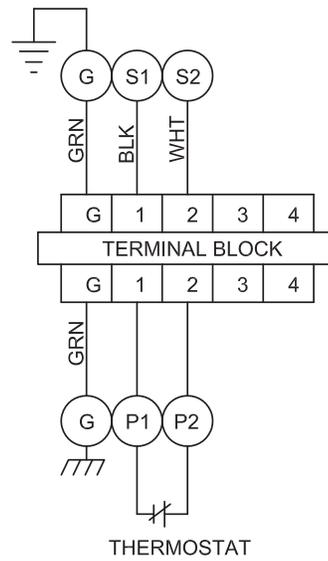 G S1 S2
GRN BLK WHT
G 1 2 3 4
TERMINAL BLOCK
G 1 2 3 4
GRN
G P1 P2
THERMOSTAT